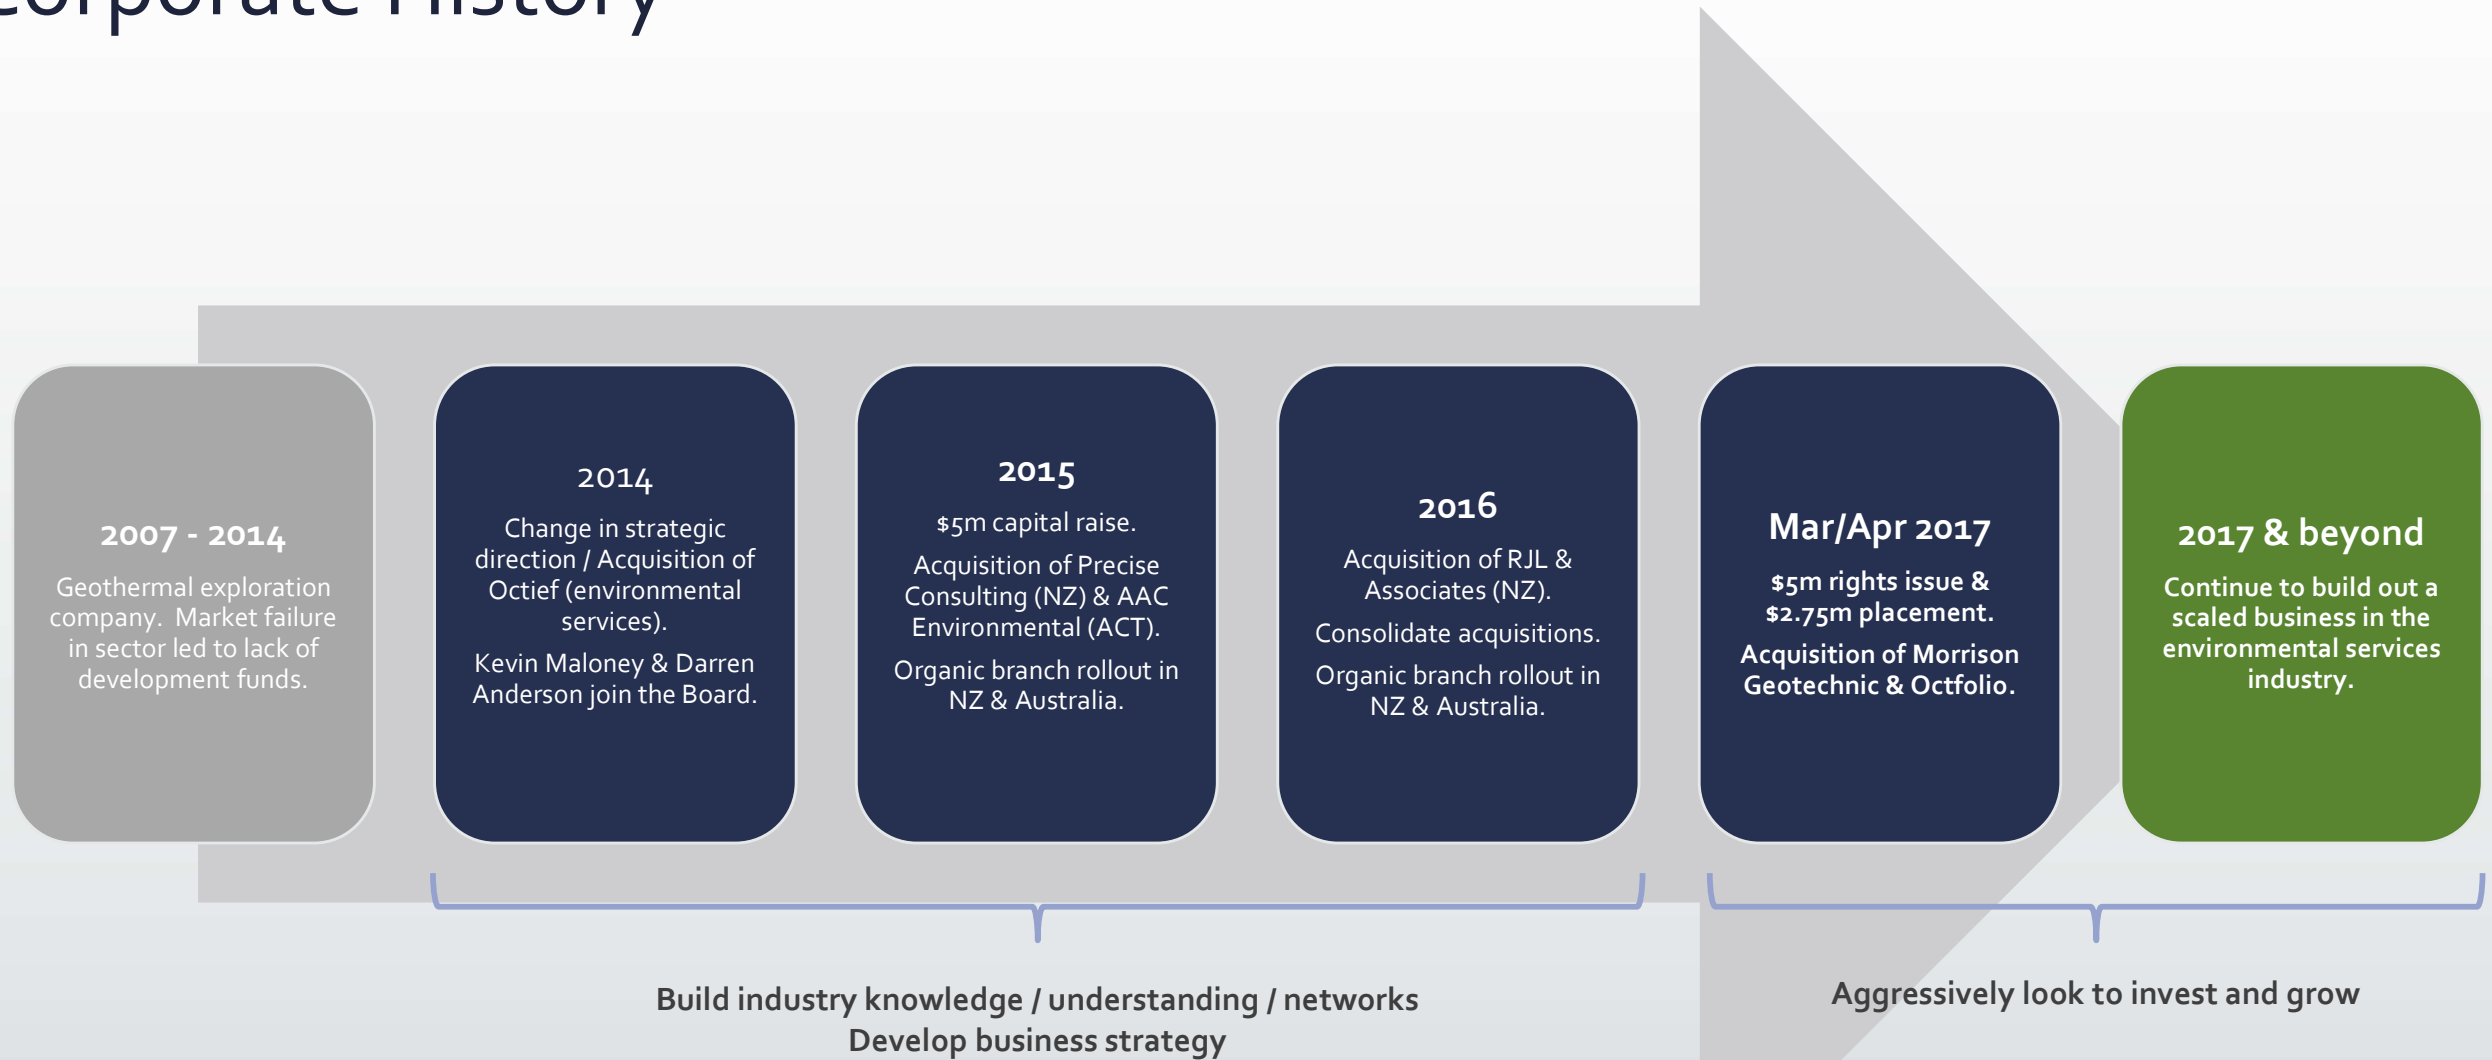 Corporate History
2007 - 2014
Geothermal exploration
company. Market failure
in sector led to lack of
development funds.
2014
Change in strategic
direction / Acquisition of
Octief (environmental
services).
Kevin Maloney & Darren
Anderson join the Board.
2015
$5m capital raise.
Acquisition of Precise
Consulting (NZ) & AAC
Environmental (ACT).
Organic branch rollout in
NZ & Australia.
2016
Acquisition of RJL &
Associates (NZ).
Consolidate acquisitions.
Organic branch rollout in
NZ & Australia.
Mar/Apr 2017
$5m rights issue &
$2.75m placement.
Acquisition of Morrison
Geotechnic & Octfolio.
2017 & beyond
Continue to build out a
scaled business in the
environmental services
industry.
Build industry knowledge / understanding / networks
Develop business strategy
Aggressively look to invest and grow